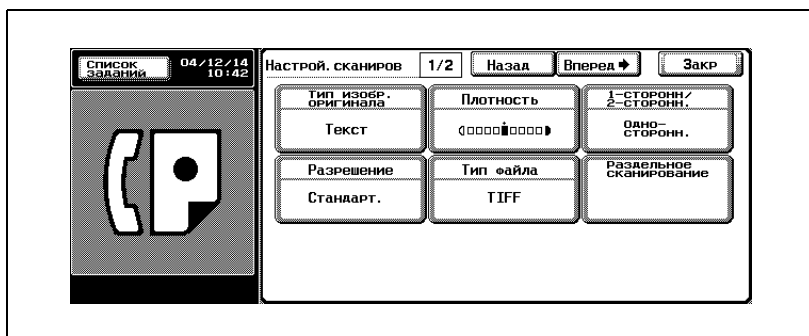 Список
заданий
04/12/14
10:42
Настрой.сканиров
1/2
Назад
Вперед
Закр
Тип изобр.
оригинала
Текст
Плотность
1-сторонн/
2-сторонн.
Одно-
сторонн.
Разрешение
Стандарт.
Тип файла
TIFF
Раздельное
сканирование